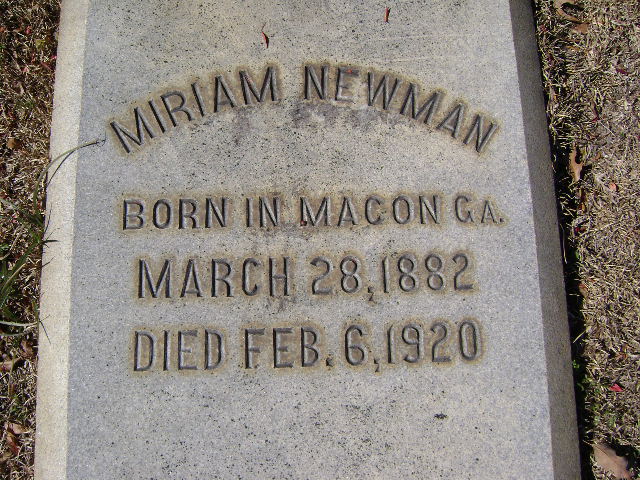 MIRIAM NEWMAN
BORN IN MACON GA.
MARCH 28, 1882
DIED FEB. 6, 1920